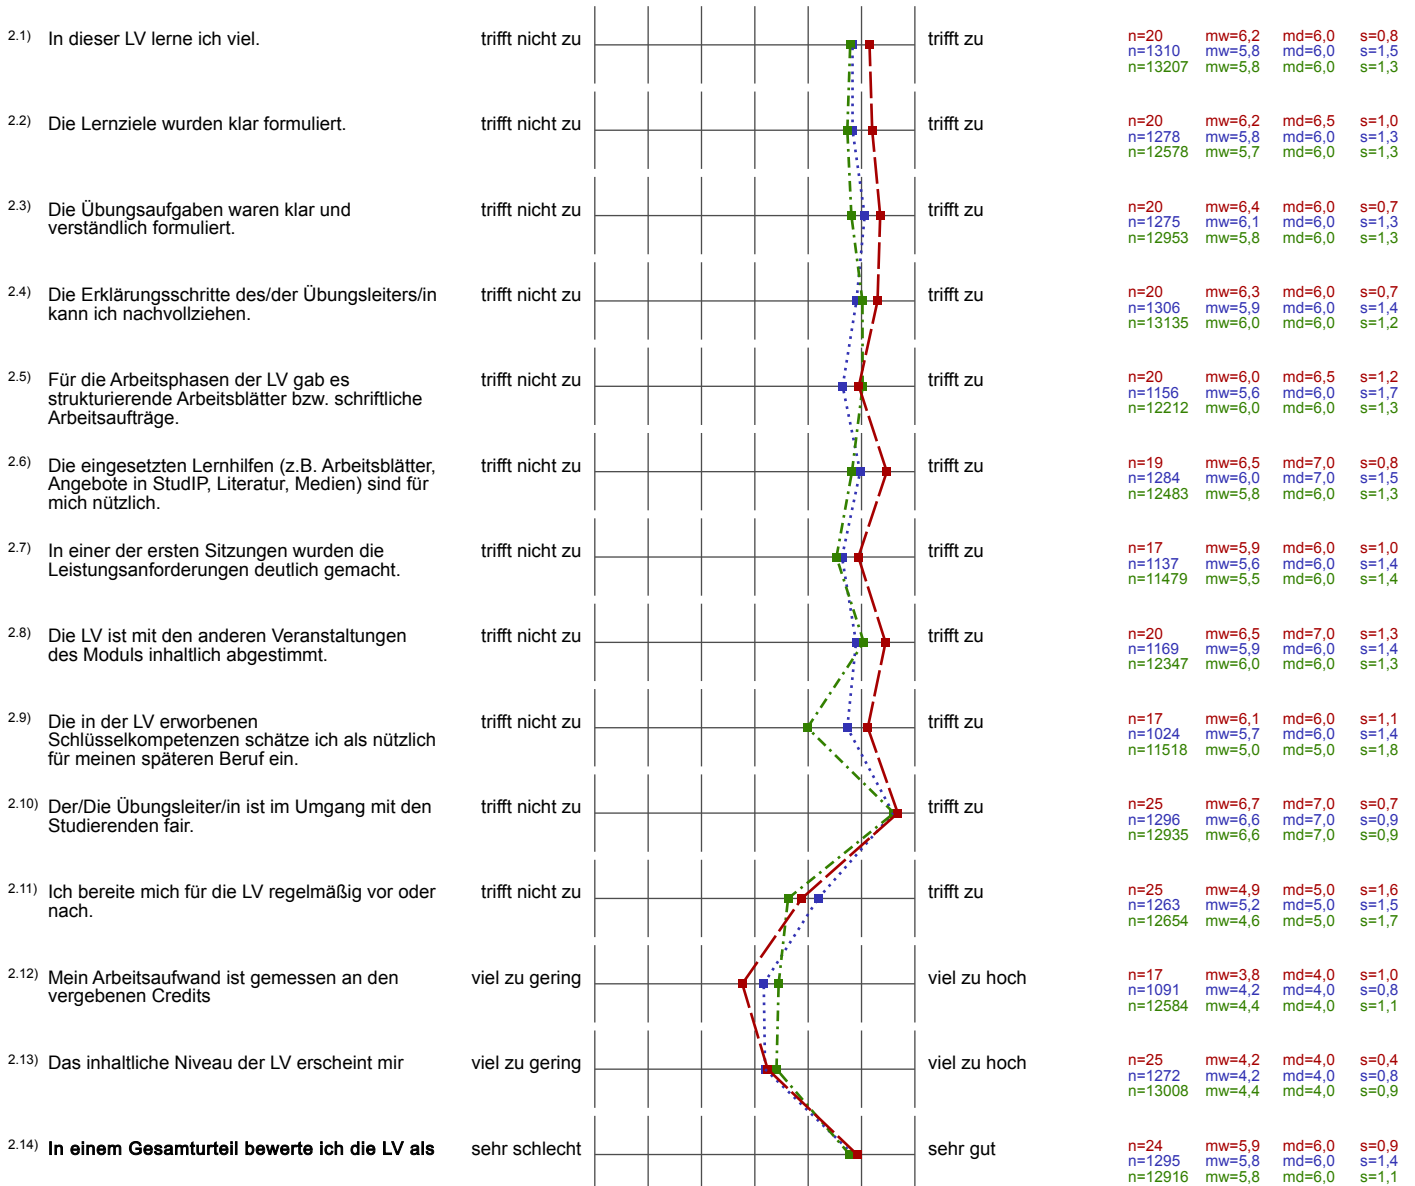 2.1) In dieser LV lerne ich viel. trifft nicht zu trifft zu n=20 mw=6,2 md=6,0 s=0,8
n=1310 mw=5,8 md=6,0 s=1,5
n=13207 mw=5,8 md=6,0 s=1,3
2.2) Die Lernziele wurden klar formuliert. trifft nicht zu trifft zu n=20 mw=6,2 md=6,5 s=1,0
n=1278 mw=5,8 md=6,0 s=1,3
n=12578 mw=5,7 md=6,0 s=1,3
2.3) Die Übungsaufgaben waren klar und trifft nicht zu trifft zu n=20 mw=6,4 md=6,0 s=0,7
verständlich formuliert. n=1275 mw=6,1 md=6,0 s=1,3
n=12953 mw=5,8 md=6,0 s=1,3
2.4) Die Erklärungsschritte des/der Übungsleiters/in trifft nicht zu trifft zu n=20 mw=6,3 md=6,0 s=0,7
kann ich nachvollziehen. n=1306 mw=5,9 md=6,0 s=1,4
n=13135 mw=6,0 md=6,0 s=1,2
2.5) Für die Arbeitsphasen der LV gab es trifft nicht zu trifft zu n=20 mw=6,0 md=6,5 s=1,2
strukturierende Arbeitsblätter bzw. schriftliche n=1156 mw=5,6 md=6,0 s=1,7
Arbeitsaufträge. n=12212 mw=6,0 md=6,0 s=1,3
2.6) Die eingesetzten Lernhilfen (z.B. Arbeitsblätter, trifft nicht zu trifft zu n=19 mw=6,5 md=7,0 s=0,8
Angebote in StudIP, Literatur, Medien) sind für n=1284 mw=6,0 md=7,0 s=1,5
mich nützlich. n=12483 mw=5,8 md=6,0 s=1,3
2.7) In einer der ersten Sitzungen wurden die trifft nicht zu trifft zu n=17 mw=5,9 md=6,0 s=1,0
Leistungsanforderungen deutlich gemacht. n=1137 mw=5,6 md=6,0 s=1,4
n=11479 mw=5,5 md=6,0 s=1,4
2.8) Die LV ist mit den anderen Veranstaltungen trifft nicht zu trifft zu n=20 mw=6,5 md=7,0 s=1,3
des Moduls inhaltlich abgestimmt. n=1169 mw=5,9 md=6,0 s=1,4
n=12347 mw=6,0 md=6,0 s=1,3
2.9) Die in der LV erworbenen trifft nicht zu trifft zu n=17 mw=6,1 md=6,0 s=1,1
Schlüsselkompetenzen schätze ich als nützlich n=1024 mw=5,7 md=6,0 s=1,4
für meinen späteren Beruf ein. n=11518 mw=5,0 md=5,0 s=1,8
2.10) Der/Die Übungsleiter/in ist im Umgang mit den trifft nicht zu trifft zu n=25 mw=6,7 md=7,0 s=0,7
Studierenden fair. n=1296 mw=6,6 md=7,0 s=0,9
n=12935 mw=6,6 md=7,0 s=0,9
2.11) Ich bereite mich für die LV regelmäßig vor oder trifft nicht zu trifft zu n=25 mw=4,9 md=5,0 s=1,6
nach. n=1263 mw=5,2 md=5,0 s=1,5
n=12654 mw=4,6 md=5,0 s=1,7
2.12) Mein Arbeitsaufwand ist gemessen an den viel zu gering viel zu hoch n=17 mw=3,8 md=4,0 s=1,0
vergebenen Credits n=1091 mw=4,2 md=4,0 s=0,8
n=12584 mw=4,4 md=4,0 s=1,1
2.13) Das inhaltliche Niveau der LV erscheint mir viel zu gering viel zu hoch n=25 mw=4,2 md=4,0 s=0,4
n=1272 mw=4,2 md=4,0 s=0,8
n=13008 mw=4,4 md=4,0 s=0,9
2.14) In einem Gesamturteil bewerte ich die LV als sehr schlecht sehr gut n=24 mw=5,9 md=6,0 s=0,9
n=1295 mw=5,8 md=6,0 s=1,4
n=12916 mw=5,8 md=6,0 s=1,1